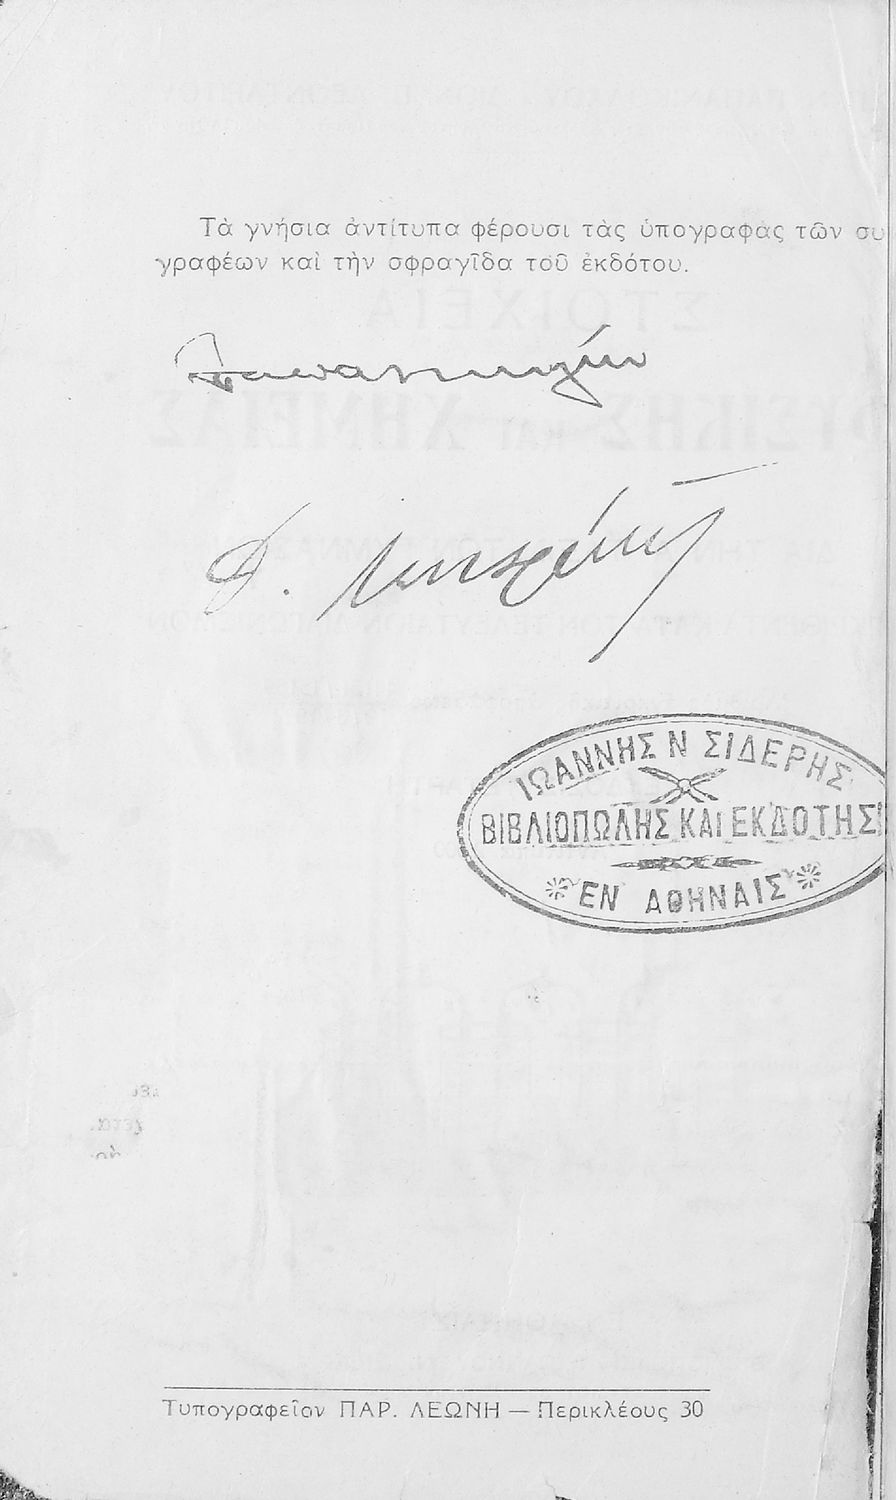 Τὰ γνήσια ἀντίτυπα φέρουσι τὰς ὑπογραφὰς τῶν συ
γραφέων καὶ τὴν σφραγῖδα τοῦ ἐκδότου.
ΙΩΑΝΝΗΣ Ν ΣΙΔΕΡΗΣ
ΒΙΒΛΙΟΠΩΛΗΣ ΚΑΙ ΕΚΔΟΤΗΣ
ΕΝ ΑΘΗΝΑΙΣ
Τυπογραφεῖον ΠΑΡ. ΛΕΩΝΗ — Περικλέους 30